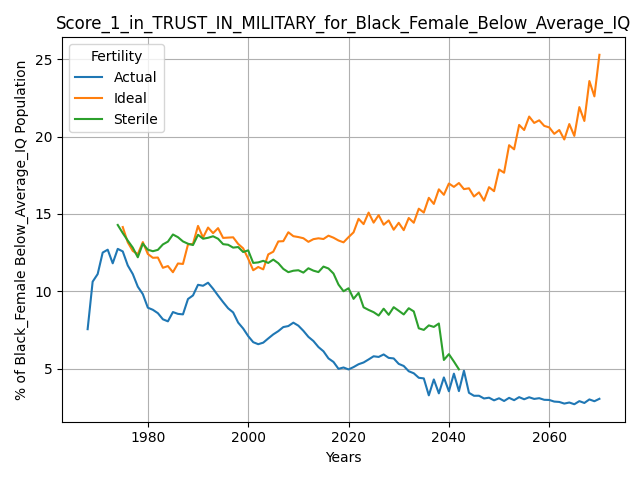 Score_1_in_TRUST_IN_MILITARY_for_Black_Female_Below_Average_IQ
Fertility
Actual
Ideal
Sterile
% of Black_Female Below_Average_IQ Population
25
20
15
10
5
1980
2000
2020
2040
2060
Years